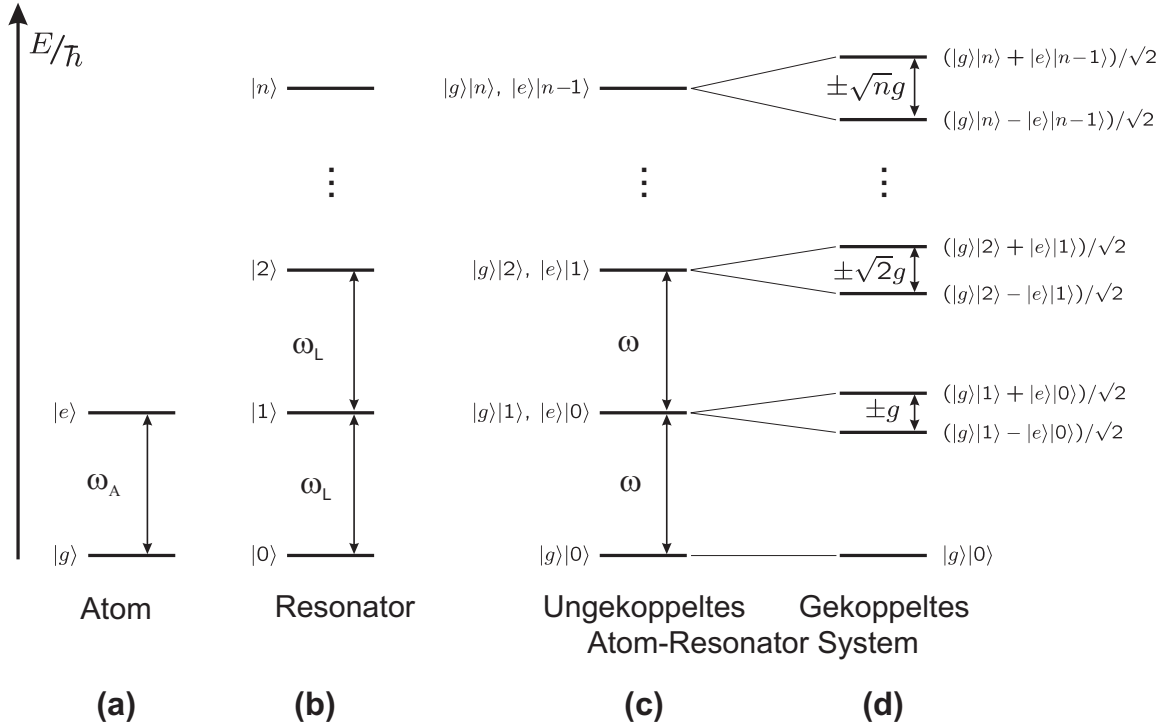 E/ħ
|n⟩ |g⟩|n⟩, |e⟩|n−1⟩ (|g⟩|n⟩ + |e⟩|n−1⟩)/√2
±√ng
(|g⟩|n⟩ − |e⟩|n−1⟩)/√2
⋮ ⋮ ⋮
|2⟩ |g⟩|2⟩, |e⟩|1⟩ (|g⟩|2⟩ + |e⟩|1⟩)/√2
±√2g
(|g⟩|2⟩ − |e⟩|1⟩)/√2
ω_L ω
|e⟩ |1⟩ |g⟩|1⟩, |e⟩|0⟩ (|g⟩|1⟩ + |e⟩|0⟩)/√2
±g
(|g⟩|1⟩ − |e⟩|0⟩)/√2
ω_A ω_L ω
|g⟩ |0⟩ |g⟩|0⟩ |g⟩|0⟩
Atom Resonator Ungekoppeltes Gekoppeltes
Atom-Resonator System
(a) (b) (c) (d)